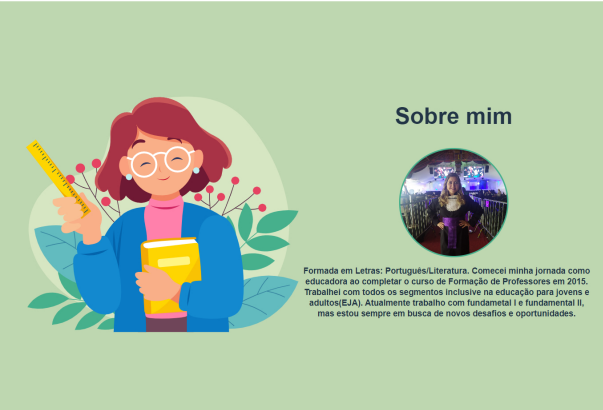 Sobre mim
Formada em Letras: Português/Literatura. Comecei minha jornada como
educadora ao completar o curso de Formação de Professores em 2015.
Trabalhei com todos os segmentos inclusive na educação para jovens e
adultos(EJA). Atualmente trabalho com fundametal I e fundamental II,
mas estou sempre em busca de novos desafios e oportunidades.